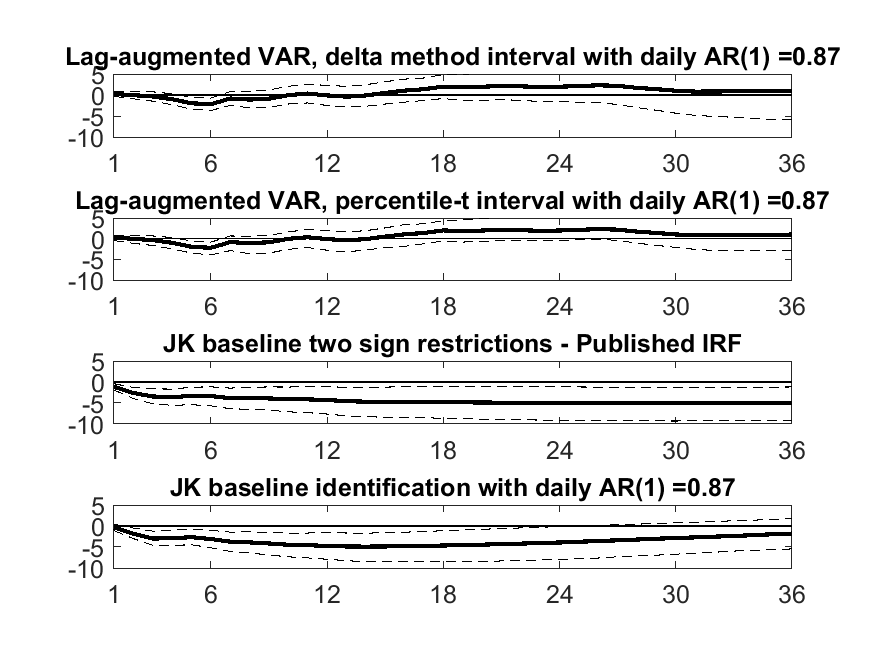 Lag-augmented VAR, delta method interval with daily AR(1) =0.87
5
0
-5
-10
1 6 12 18 24 30 36
Lag-augmented VAR, percentile-t interval with daily AR(1) =0.87
5
0
-5
-10
1 6 12 18 24 30 36
JK baseline two sign restrictions - Published IRF
5
0
-5
-10
1 6 12 18 24 30 36
JK baseline identification with daily AR(1) =0.87
5
0
-5
-10
1 6 12 18 24 30 36